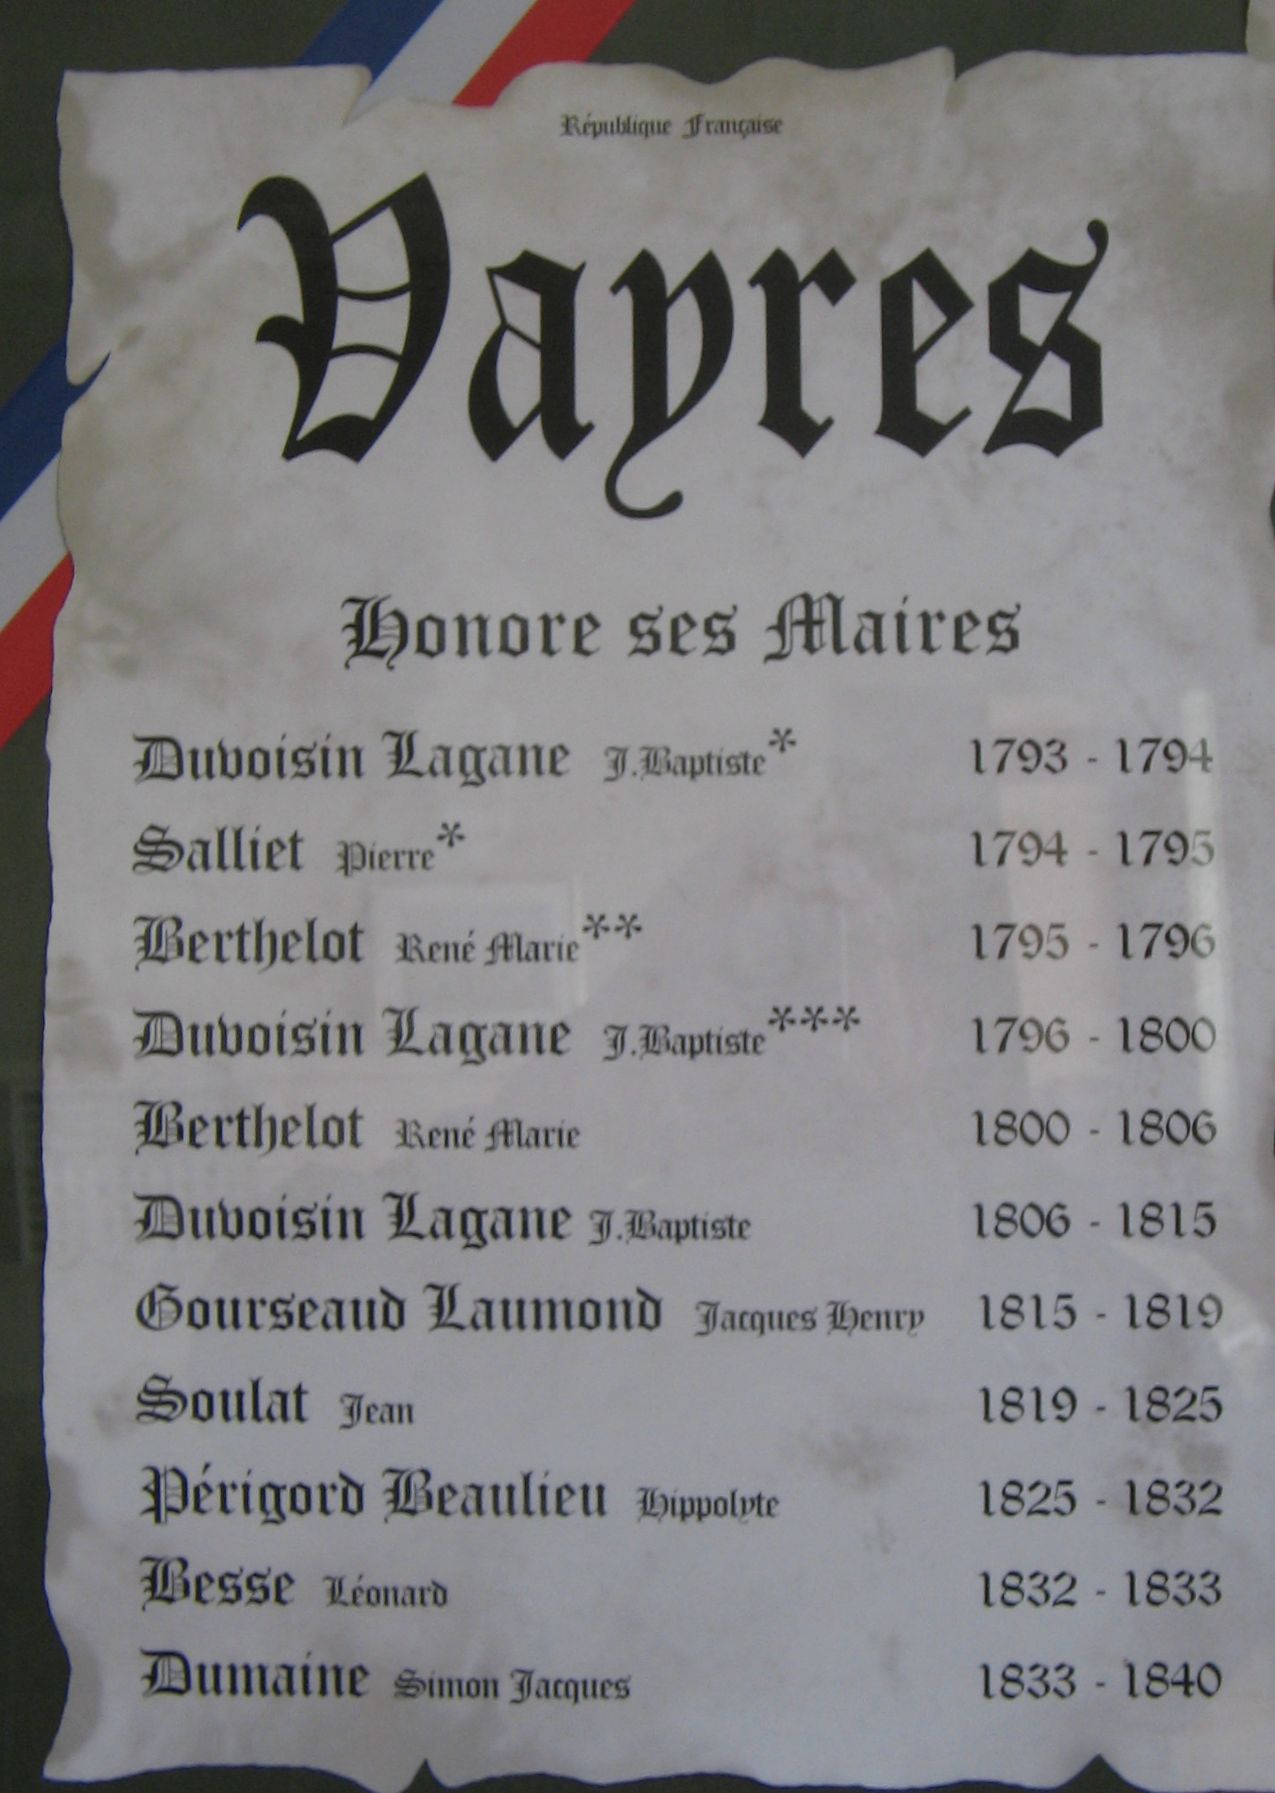 République Française
Vayres
Honore ses Maires
Duvoisin Lagane J.Baptiste* 1793 - 1794
Salliet Pierre* 1794 - 1795
Berthelot René Marie** 1795 - 1796
Duvoisin Lagane J.Baptiste*** 1796 - 1800
Berthelot René Marie 1800 - 1806
Duvoisin Lagane J.Baptiste 1806 - 1815
Gourseaud Laumond Jacques Henry 1815 - 1819
Soulat Jean 1819 - 1825
Périgord Beaulieu Hippolyte 1825 - 1832
Besse Léonard 1832 - 1833
Dumaine Simon Jacques 1833 - 1840